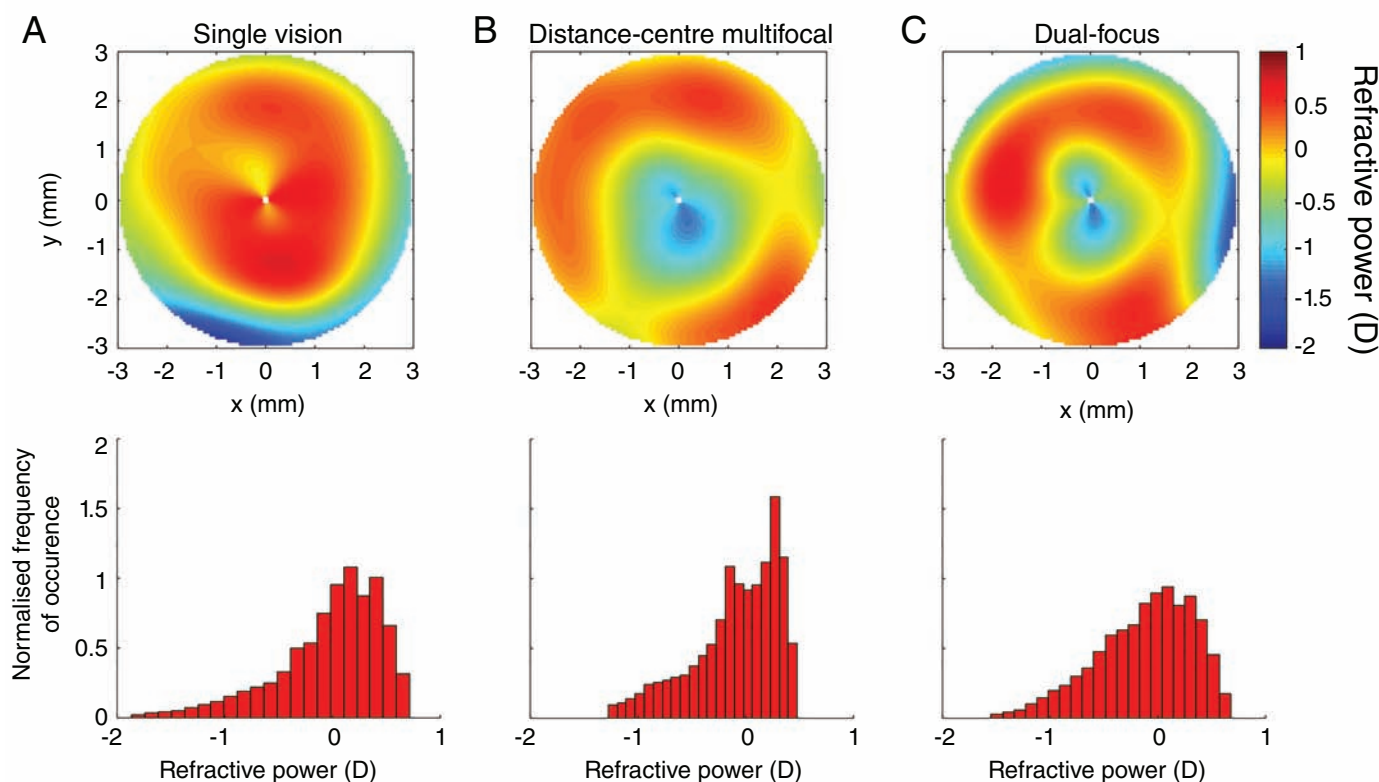 A Single vision
B Distance-centre multifocal
C Dual-focus
3
2
1
0
-1
-2
-3
y (mm)
-3 -2 -1 0 1 2 3
x (mm)
-3 -2 -1 0 1 2 3
x (mm)
-3 -2 -1 0 1 2 3
x (mm)
1
0.5
0
-0.5
-1
-1.5
-2
Refractive power (D)
2
1.5
1
0.5
0
Normalised frequency
of occurence
-2 -1 0 1
Refractive power (D)
-2 -1 0 1
Refractive power (D)
-2 -1 0 1
Refractive power (D)